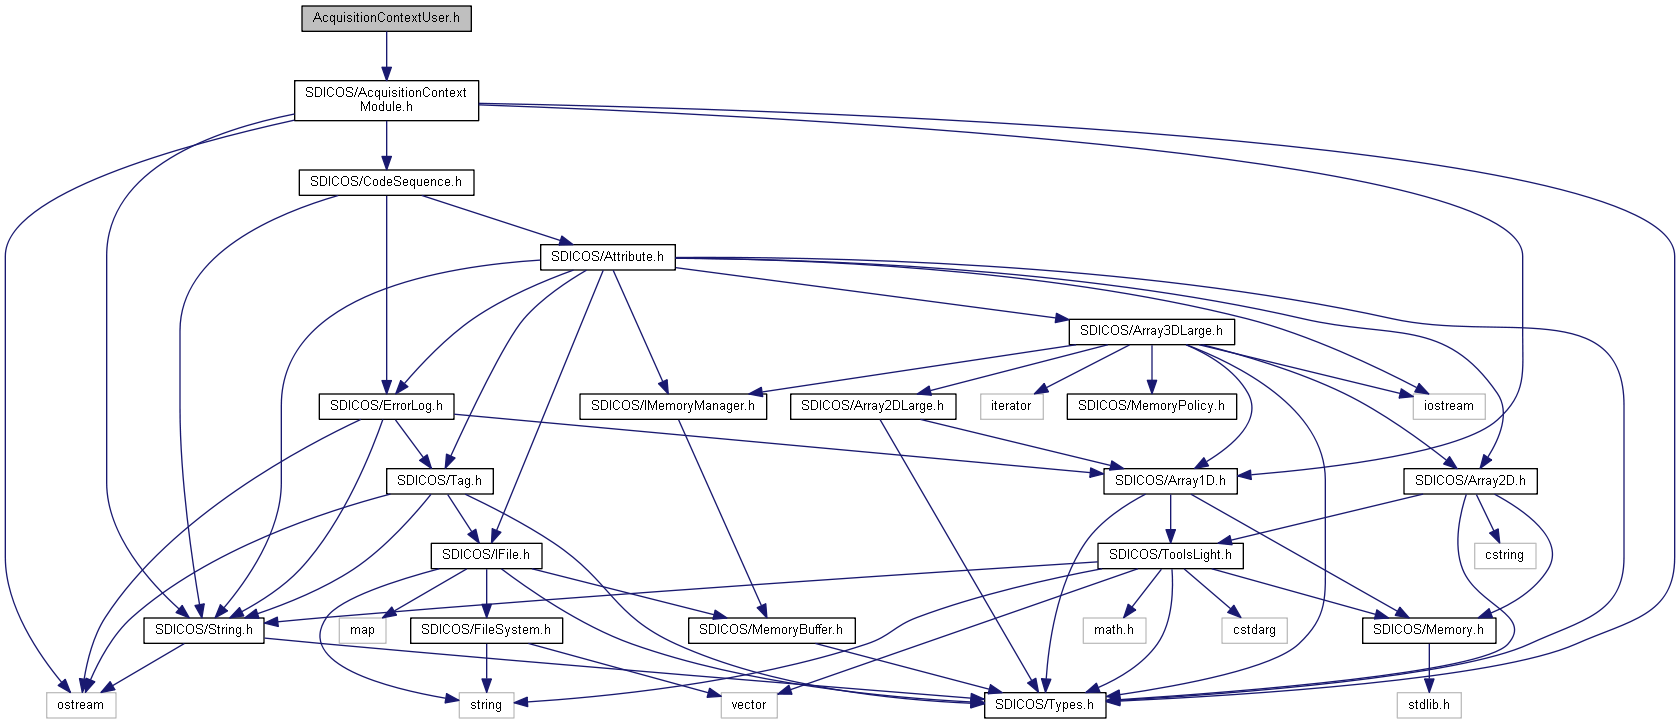 AcquisitionContextUser.h
SDICOS/AcquisitionContext
Module.h
SDICOS/CodeSequence.h
SDICOS/Attribute.h
SDICOS/Array3DLarge.h
SDICOS/ErrorLog.h
SDICOS/IMemoryManager.h
SDICOS/Array2DLarge.h
iterator
SDICOS/MemoryPolicy.h
iostream
SDICOS/Tag.h
SDICOS/Array1D.h
SDICOS/Array2D.h
SDICOS/IFile.h
SDICOS/ToolsLight.h
cstring
SDICOS/String.h
map
SDICOS/FileSystem.h
SDICOS/MemoryBuffer.h
math.h
cstdarg
SDICOS/Memory.h
ostream
string
vector
SDICOS/Types.h
stdlib.h